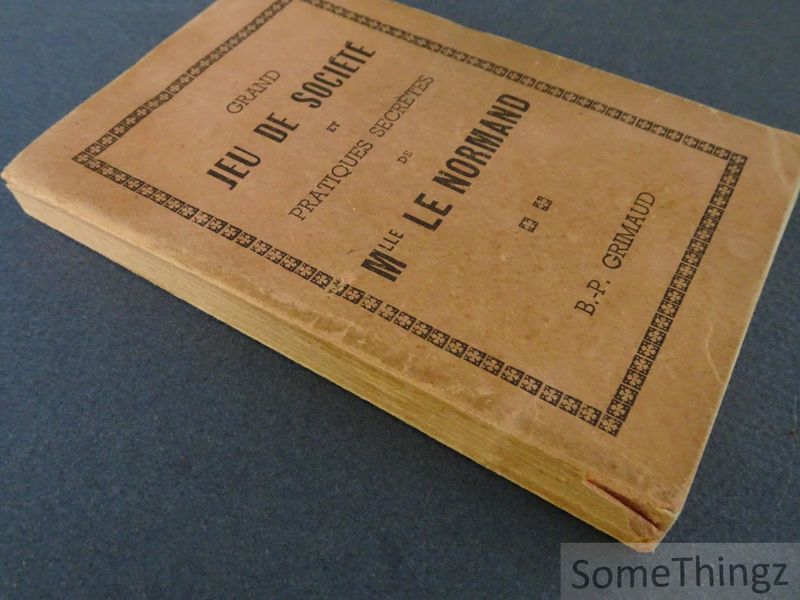 GRAND
JEU DE SOCIÉTÉ
ET
PRATIQUES SECRÈTES
DE
MLLE LE NORMAND
B.-P. GRIMAUD
SomeThingz